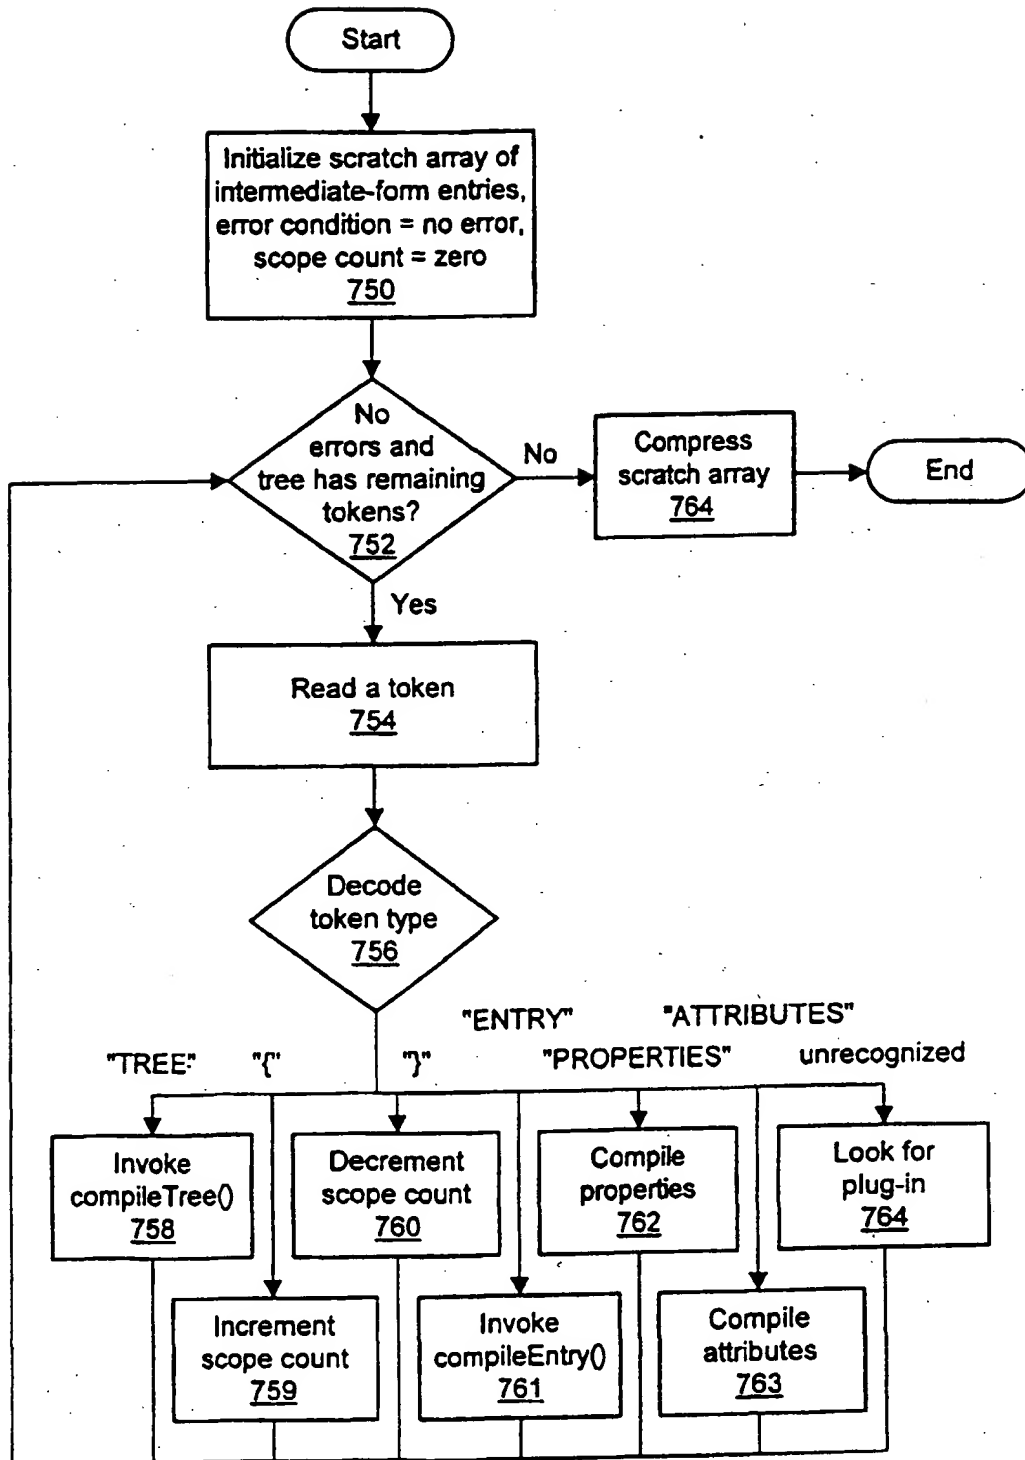 Start
Initialize scratch array of
intermediate-form entries,
error condition = no error,
scope count = zero
750
No
errors and
tree has remaining
tokens?
752
No
Compress
scratch array
764
End
Yes
Read a token
754
Decode
token type
756
"ENTRY"
"ATTRIBUTES"
"TREE"
"{"
"}"
"PROPERTIES"
unrecognized
Invoke
compileTree()
758
Decrement
scope count
760
Compile
properties
762
Look for
plug-in
764
Increment
scope count
759
Invoke
compileEntry()
761
Compile
attributes
763